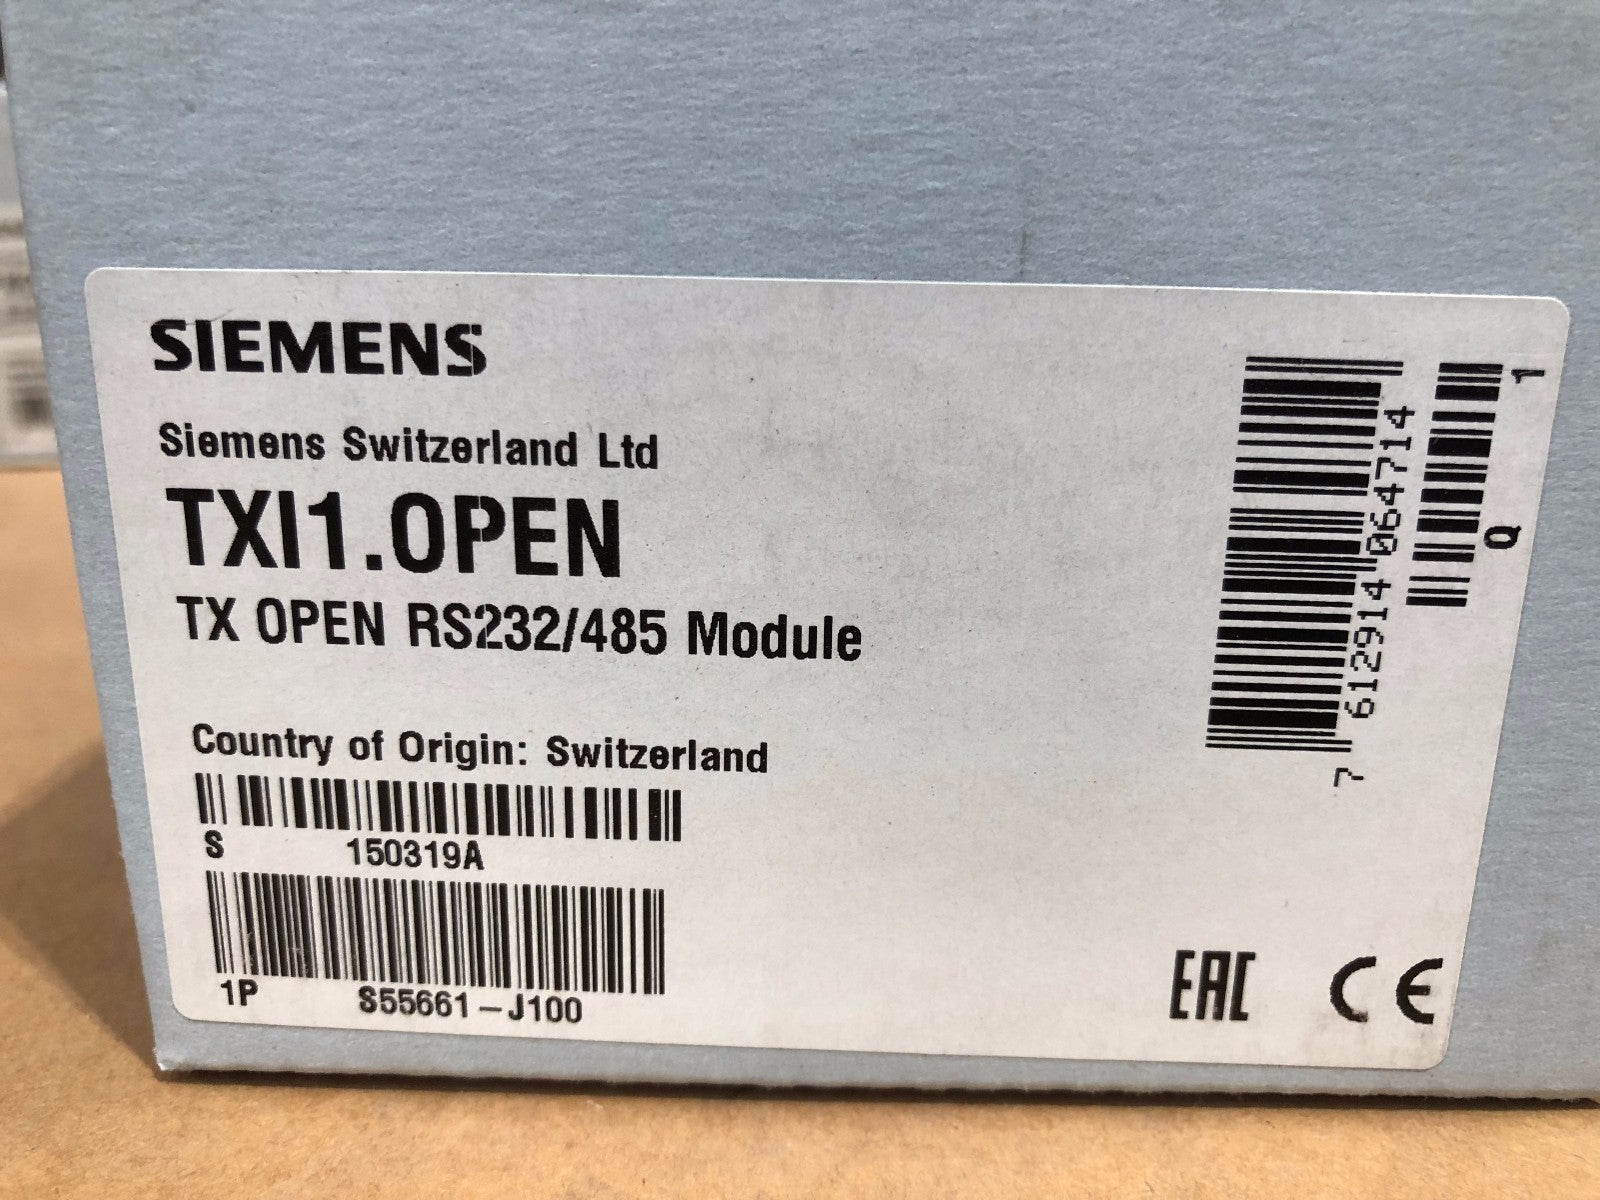 SIEMENS
Siemens Switzerland Ltd
TXI1.OPEN
TX OPEN RS232/485 Module
Country of Origin: Switzerland
S 150319A
1P S55661-J100
7 612914 064714
Q 1
EAC CE